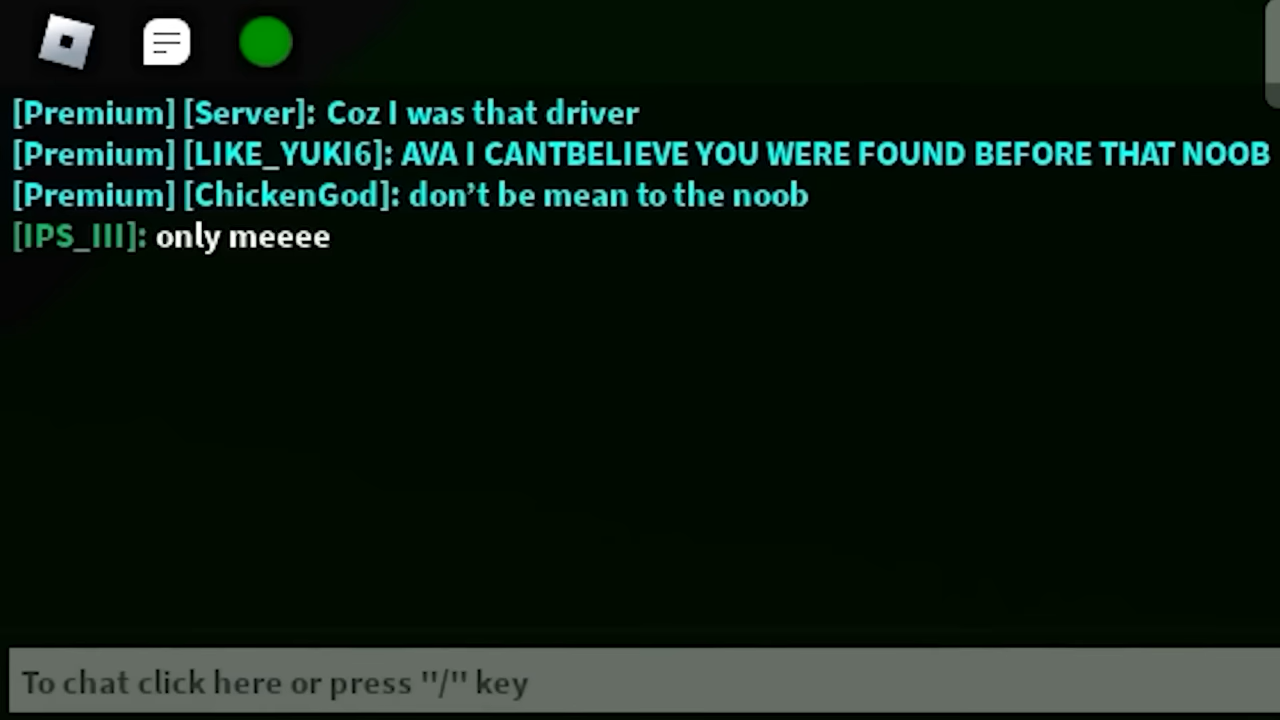 [Premium] [Server]: Coz I was that driver
[Premium] [LIKE_YUKI6]: AVA I CANTBELIEVE YOU WERE FOUND BEFORE THAT NOOB
[Premium] [ChickenGod]: don’t be mean to the noob
[IPS_III]: only meeee
To chat click here or press "/" key